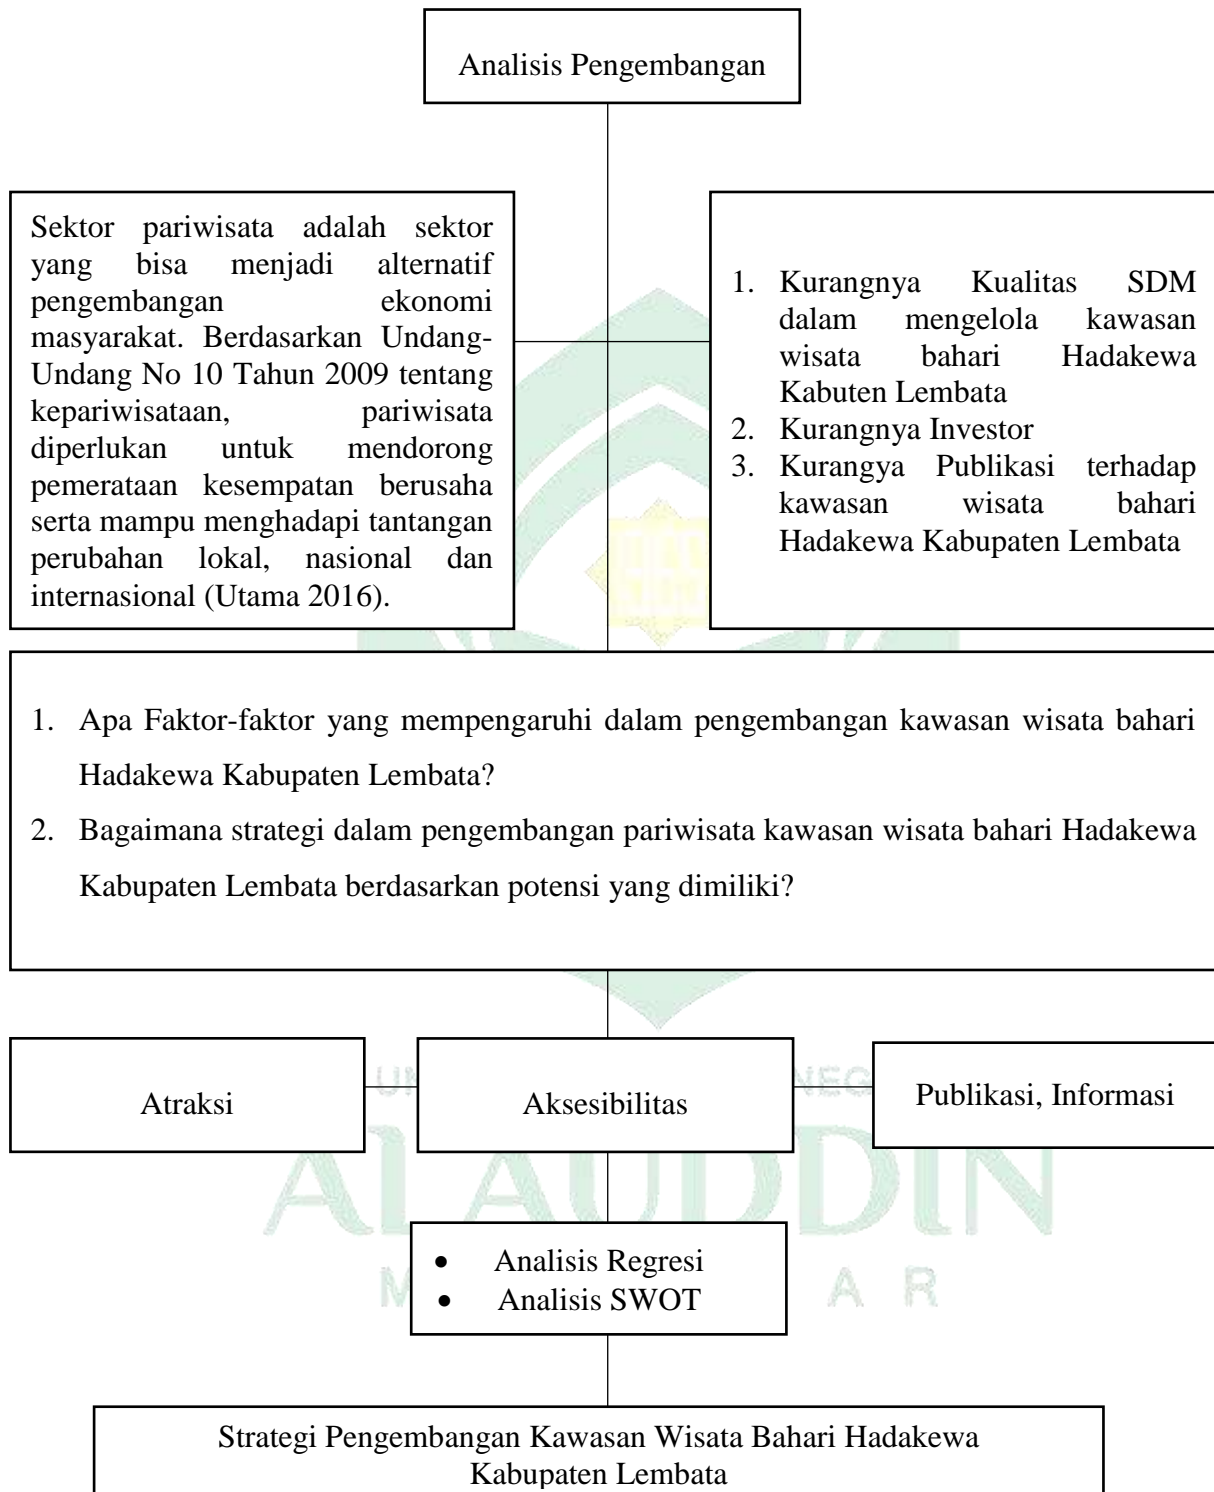 Analisis Pengembangan
Sektor pariwisata adalah sektor
yang bisa menjadi alternatif
pengembangan ekonomi
masyarakat. Berdasarkan Undang-
Undang No 10 Tahun 2009 tentang
kepariwisataan, pariwisata
diperlukan untuk mendorong
pemerataan kesempatan berusaha
serta mampu menghadapi tantangan
perubahan lokal, nasional dan
internasional (Utama 2016).
1. Kurangnya Kualitas SDM
dalam mengelola kawasan
wisata bahari Hadakewa
Kabuten Lembata
2. Kurangnya Investor
3. Kurangya Publikasi terhadap
kawasan wisata bahari
Hadakewa Kabupaten Lembata
1. Apa Faktor-faktor yang mempengaruhi dalam pengembangan kawasan wisata bahari
Hadakewa Kabupaten Lembata?
2. Bagaimana strategi dalam pengembangan pariwisata kawasan wisata bahari Hadakewa
Kabupaten Lembata berdasarkan potensi yang dimiliki?
Atraksi
Aksesibilitas
Publikasi, Informasi
ALAUDDIN
• Analisis Regresi
• Analisis SWOT
Strategi Pengembangan Kawasan Wisata Bahari Hadakewa
Kabupaten Lembata